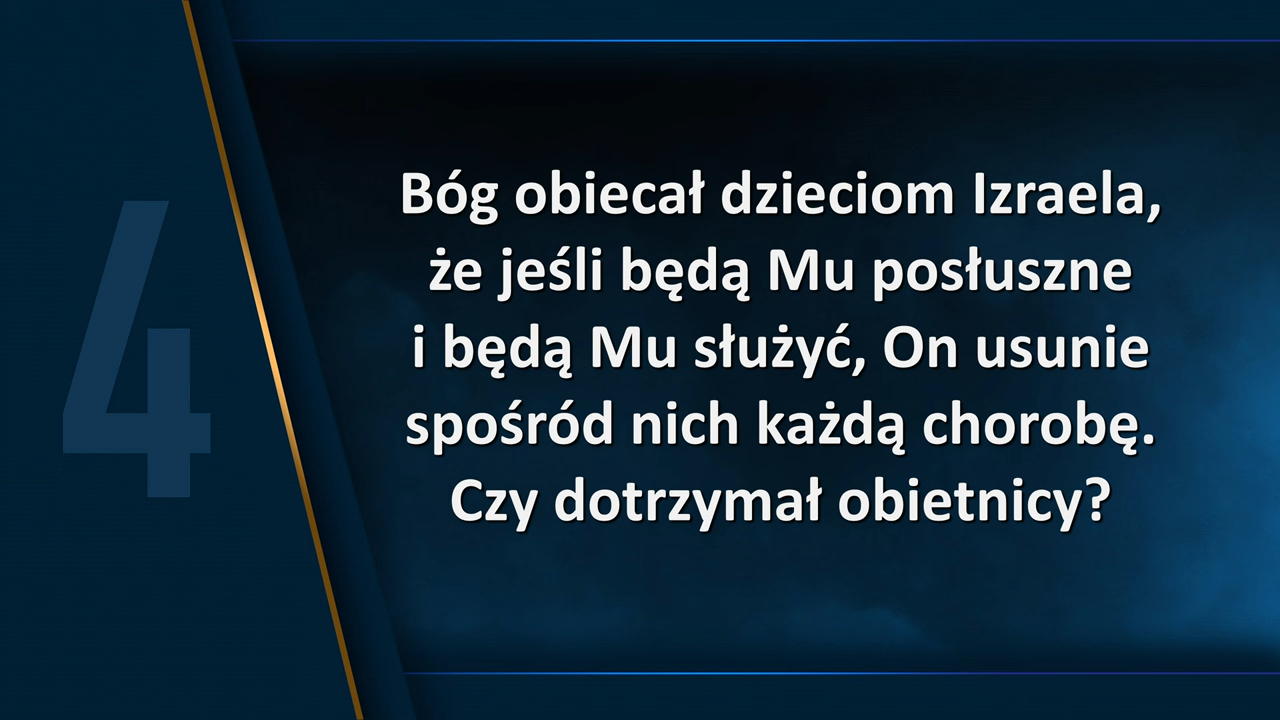 4
Bóg obiecał dzieciom Izraela,
że jeśli będą Mu posłuszne
i będą Mu służyć, On usunie
spośród nich każdą chorobę.
Czy dotrzymał obietnicy?